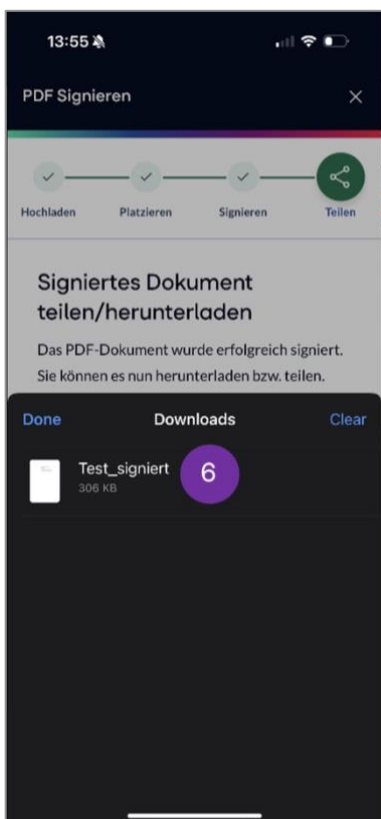 13:55
PDF Signieren
Hochladen Platzieren Signieren Teilen
Signiertes Dokument
teilen/herunterladen
Das PDF-Dokument wurde erfolgreich signiert.
Sie können es nun herunterladen bzw. teilen.
Done Downloads Clear
Test_signiert
306 KB
6